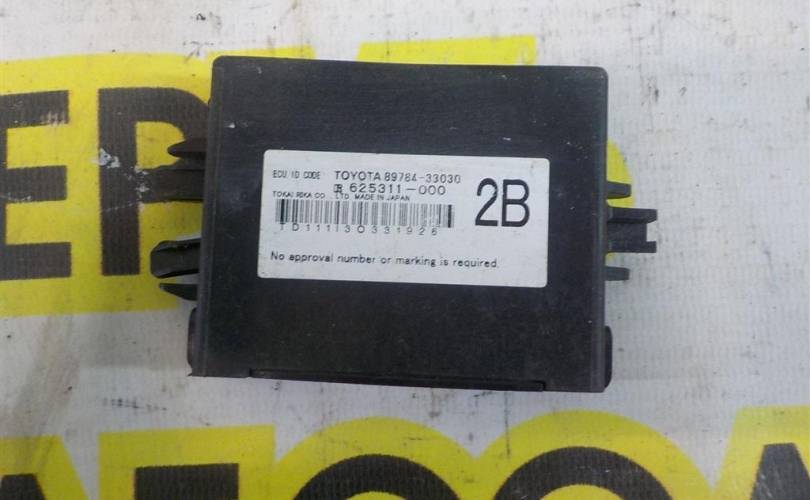 ECU ID CODE TOYOTA 89784-33030
625311-000
2B
TOKAI RIKA CO., LTD. MADE IN JAPAN
TD111130331926
No approval number or marking is required.